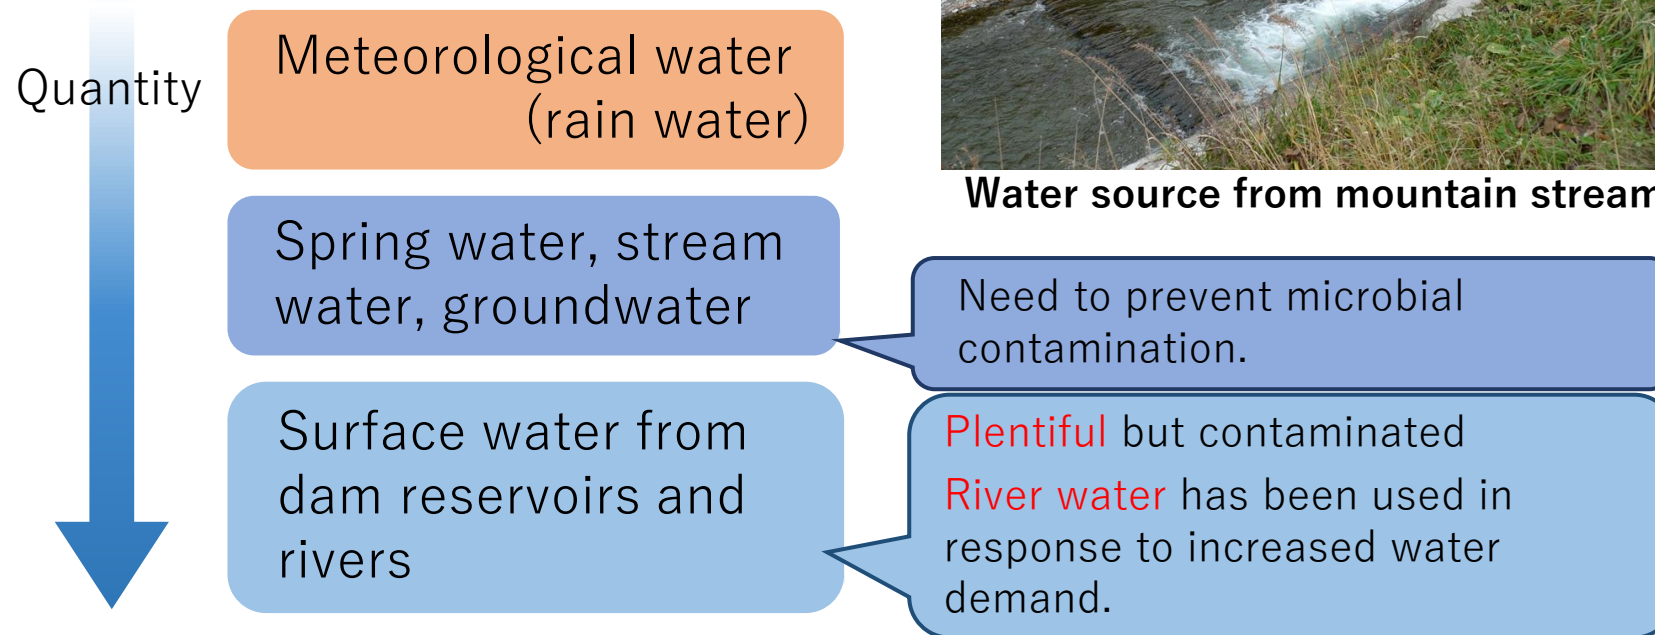 Quantity
Meteorological water
(rain water)
Water source from mountain stream
Spring water, stream
water, groundwater
Need to prevent microbial
contamination.
Surface water from
dam reservoirs and
rivers
Plentiful but contaminated
River water has been used in
response to increased water
demand.